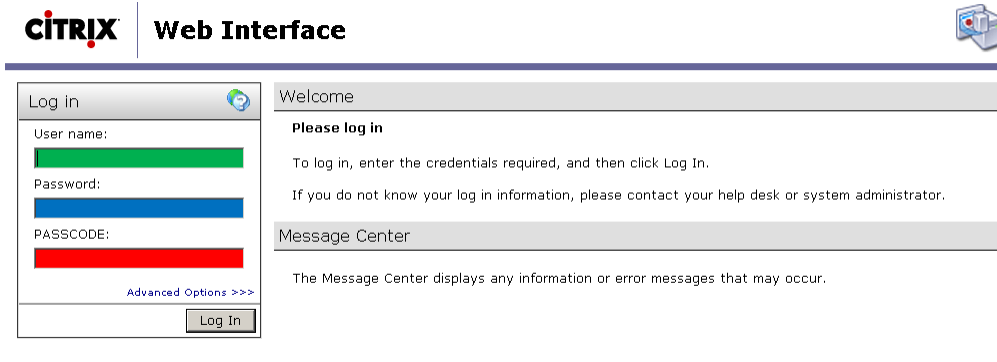 CITRIX Web Interface
Log in
User name:
Password:
PASSCODE:
Advanced Options >>>
Log In
Welcome
Please log in
To log in, enter the credentials required, and then click Log In.
If you do not know your log in information, please contact your help desk or system administrator.
Message Center
The Message Center displays any information or error messages that may occur.